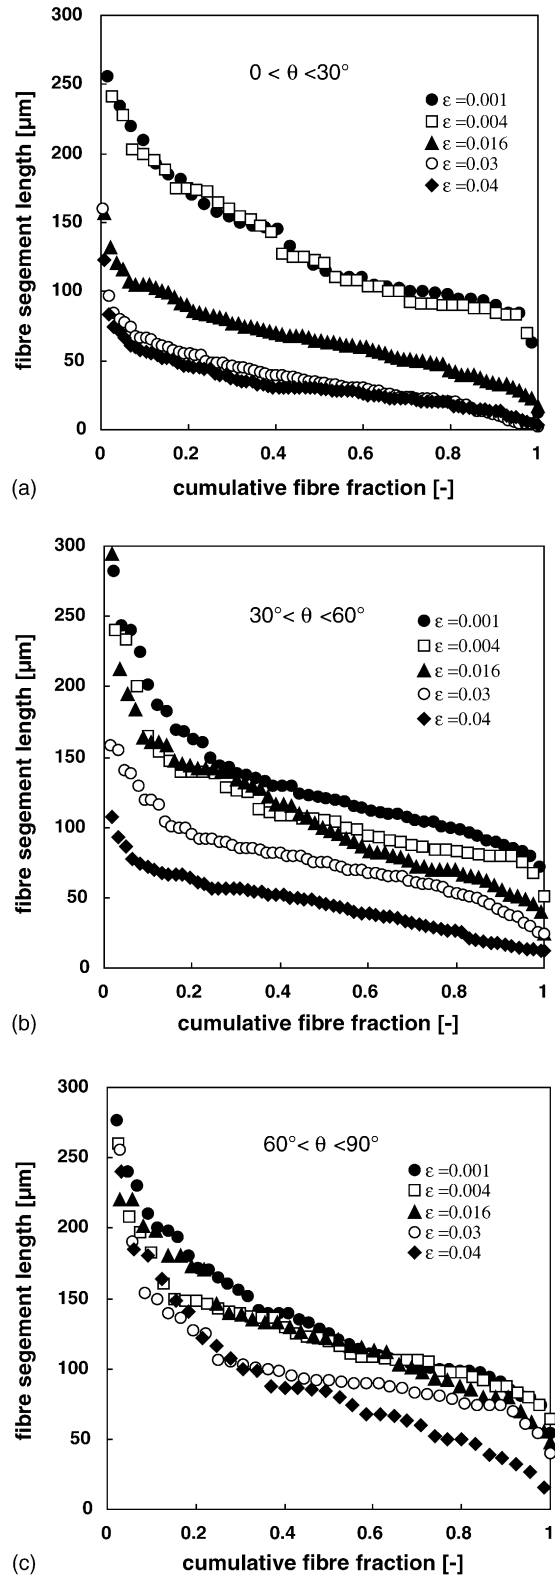 300
250
200
150
100
50
0
fibre segement length [µm]
0 < θ <30°
ε =0.001
ε =0.004
ε =0.016
ε =0.03
ε =0.04
0 0.2 0.4 0.6 0.8 1
(a) cumulative fibre fraction [-]
300
250
200
150
100
50
0
fibre segement length [µm]
30°< θ <60°
ε =0.001
ε =0.004
ε =0.016
ε =0.03
ε =0.04
0 0.2 0.4 0.6 0.8 1
(b) cumulative fibre fraction [-]
300
250
200
150
100
50
0
fibre segement length [µm]
60°< θ <90°
ε =0.001
ε =0.004
ε =0.016
ε =0.03
ε =0.04
0 0.2 0.4 0.6 0.8 1
(c) cumulative fibre fraction [-]